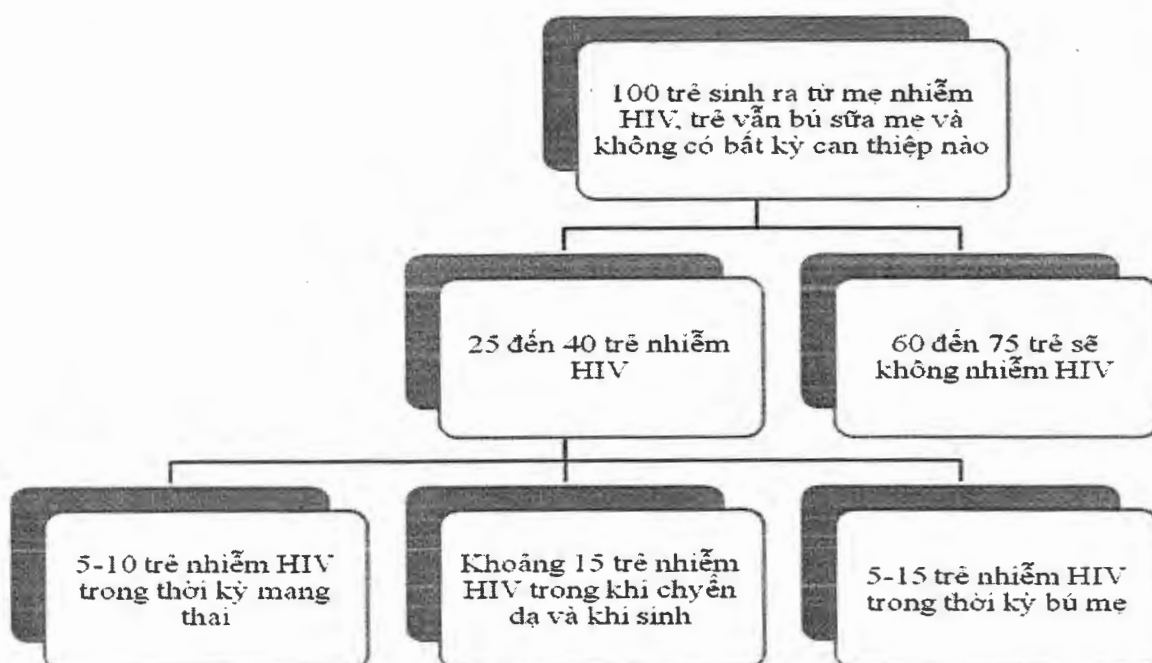 100 trẻ sinh ra từ mẹ nhiễm
HIV, trẻ vẫn bú sữa mẹ và
không có bất kỳ can thiệp nào
25 đến 40 trẻ nhiễm
HIV
60 đến 75 trẻ sẽ
không nhiễm HIV
5-10 trẻ nhiễm HIV
trong thời kỳ mang
thai
Khoảng 15 trẻ nhiễm
HIV trong khi chyển
dạ và khi sinh
5-15 trẻ nhiễm HIV
trong thời kỳ bú mẹ